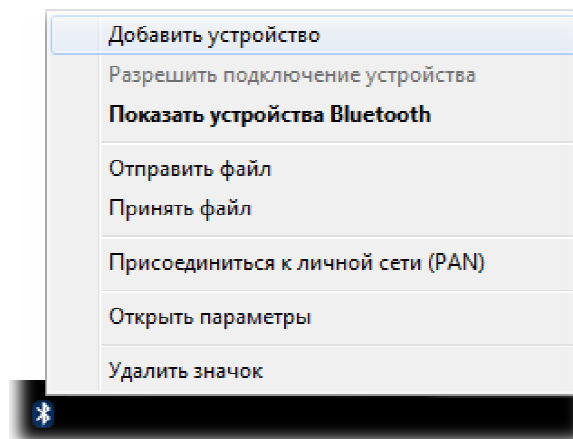 Добавить устройство
Разрешить подключение устройства
Показать устройства Bluetooth
Отправить файл
Принять файл
Присоединиться к личной сети (PAN)
Открыть параметры
Удалить значок